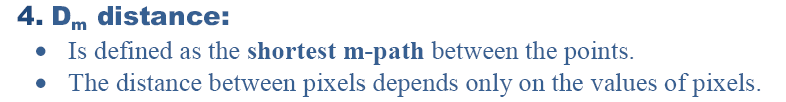 4. Dm distance:
• Is defined as the shortest m-path between the points.
• The distance between pixels depends only on the values of pixels.